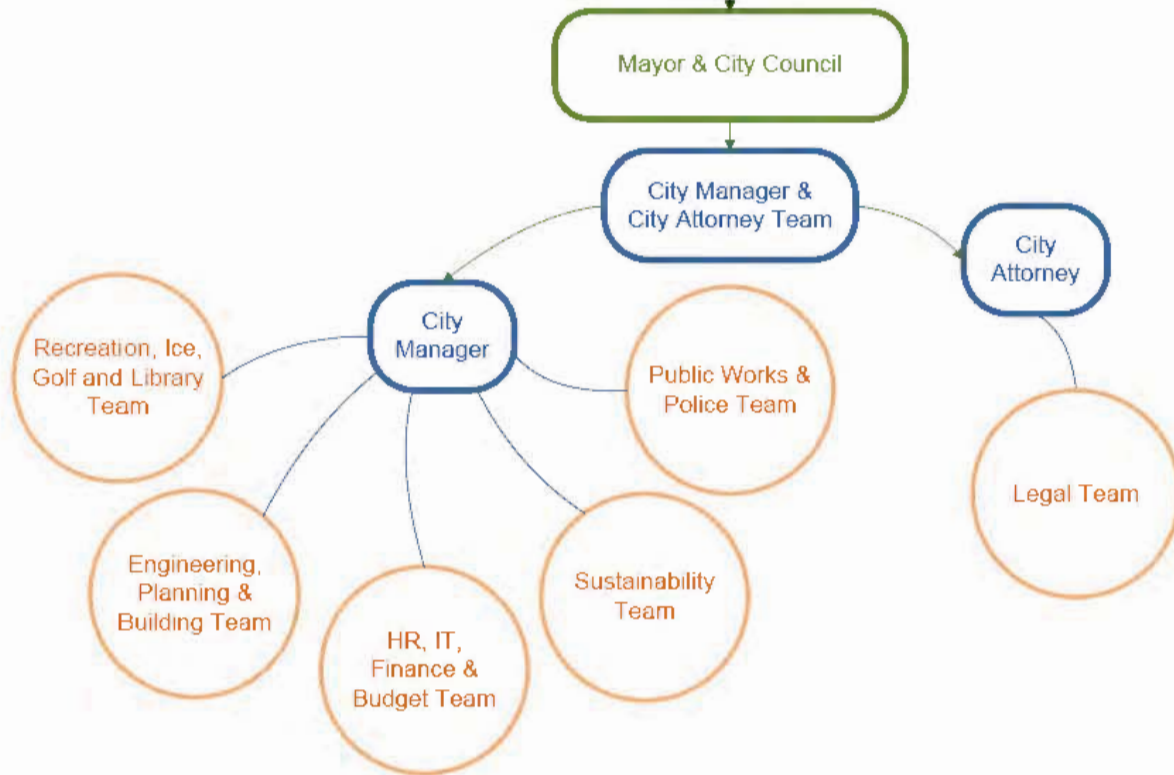 Mayor & City Council
City Manager &
City Attorney Team
City
Attorney
City
Manager
Recreation, Ice,
Golf and Library
Team
Public Works &
Police Team
Legal Team
Engineering,
Planning &
Building Team
Sustainability
Team
HR, IT,
Finance &
Budget Team